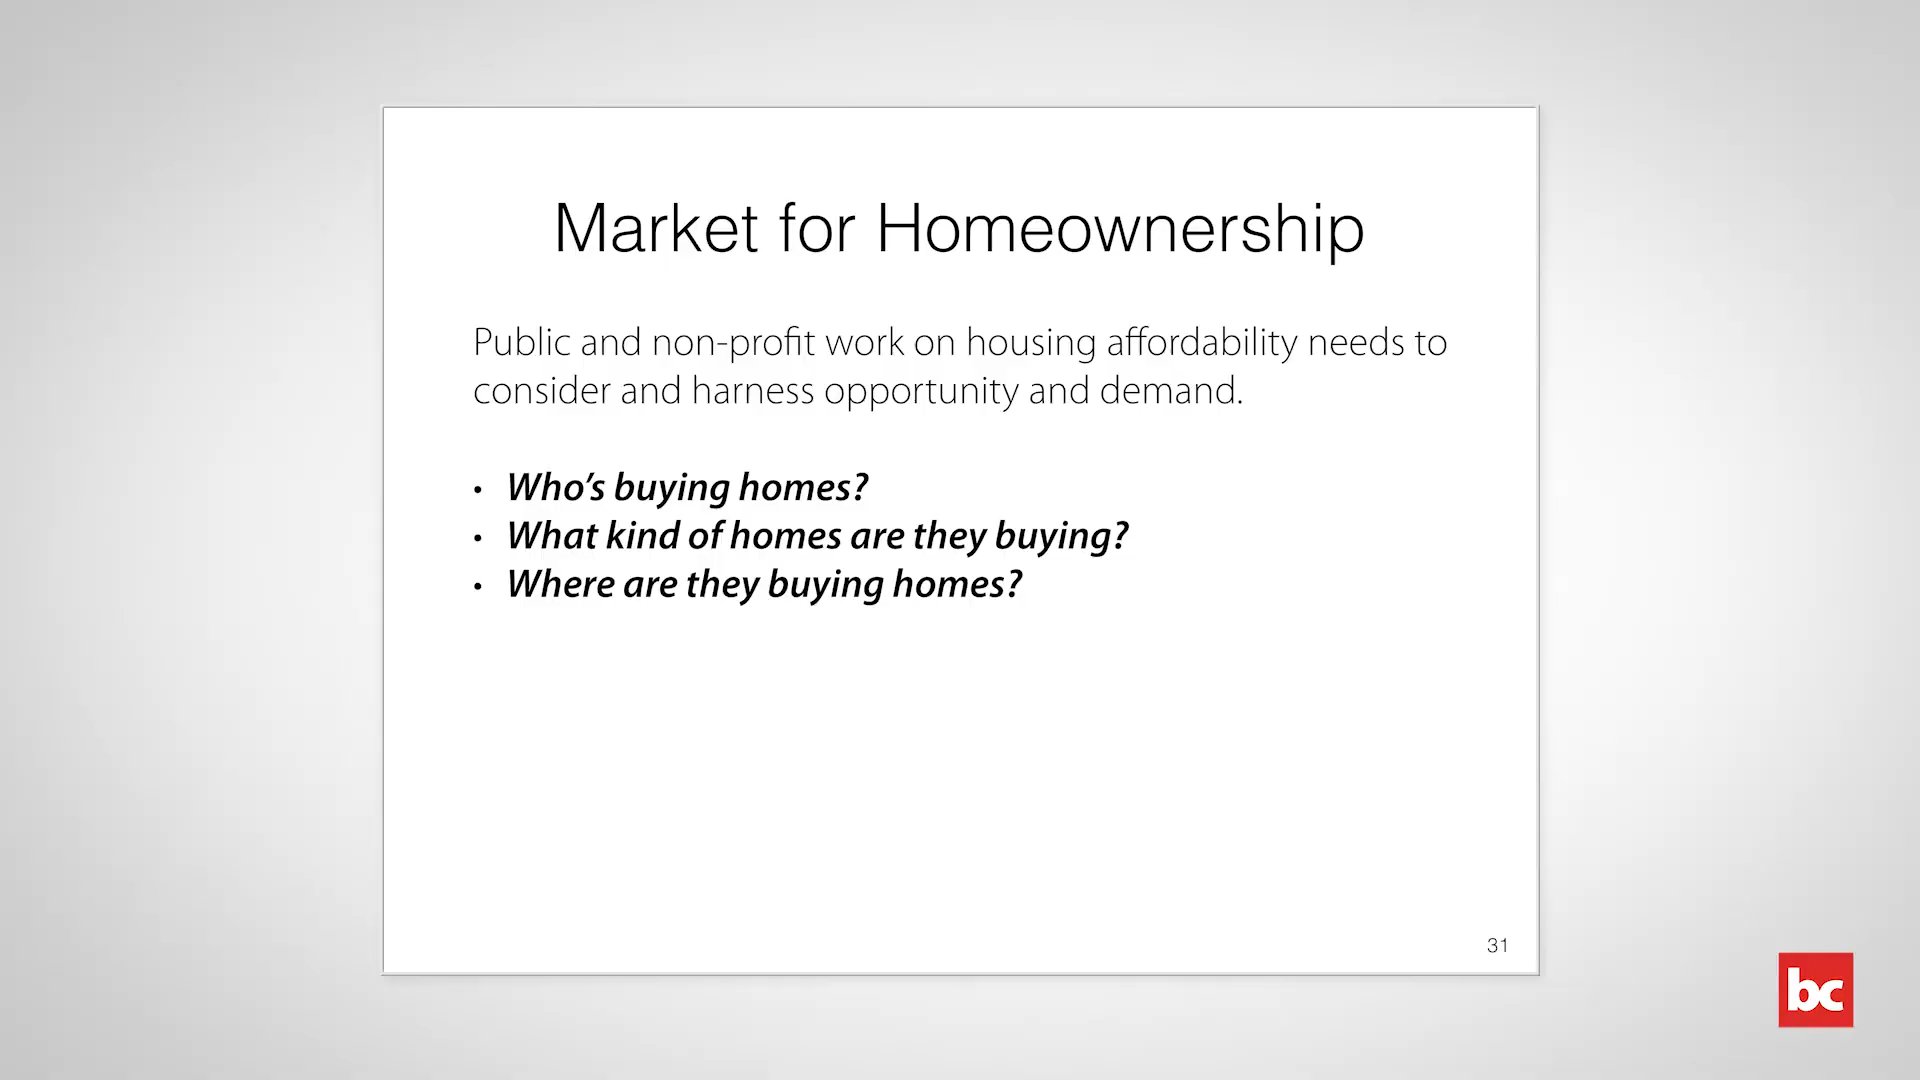 Market for Homeownership
Public and non-profit work on housing affordability needs to
consider and harness opportunity and demand.
• Who’s buying homes?
• What kind of homes are they buying?
• Where are they buying homes?
31
bc